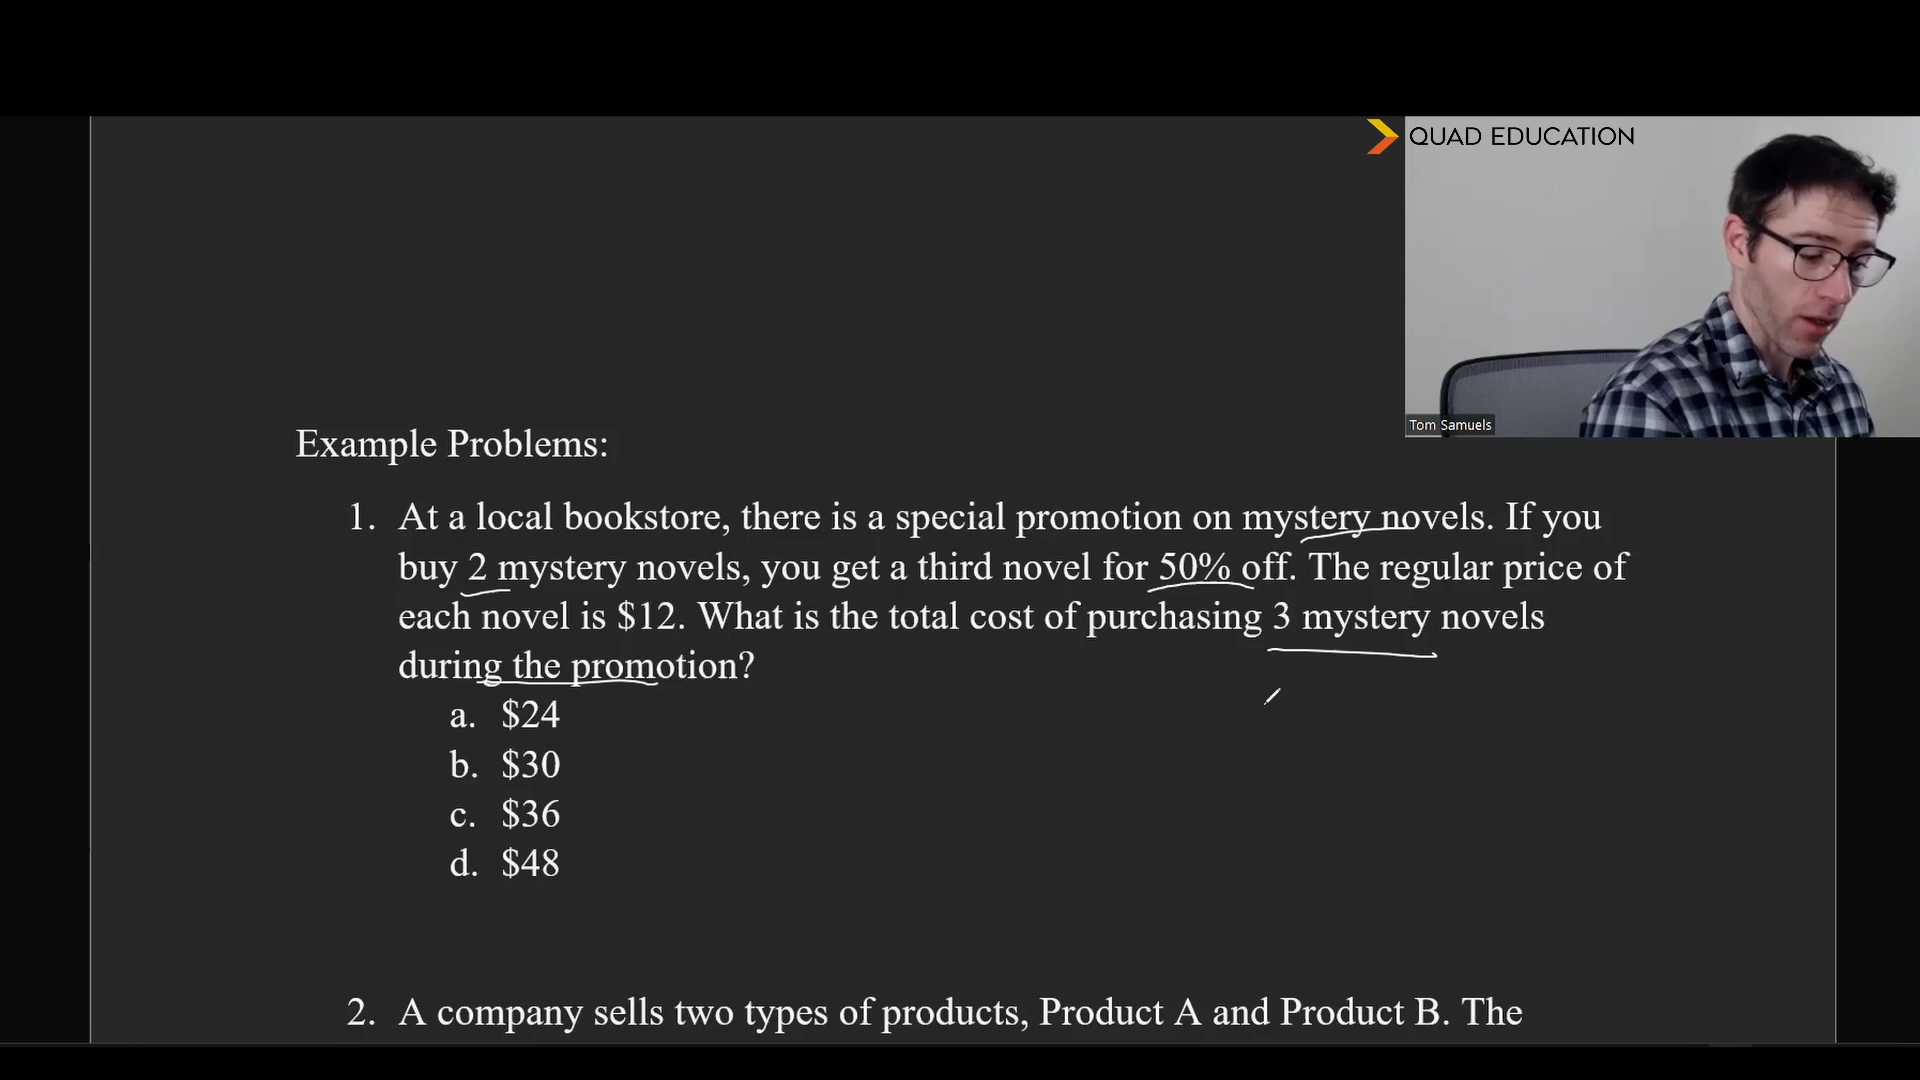 QUAD EDUCATION
Tom Samuels
Example Problems:
1. At a local bookstore, there is a special promotion on mystery novels. If you
buy 2 mystery novels, you get a third novel for 50% off. The regular price of
each novel is $12. What is the total cost of purchasing 3 mystery novels
during the promotion?
a. $24
b. $30
c. $36
d. $48
2. A company sells two types of products, Product A and Product B. The